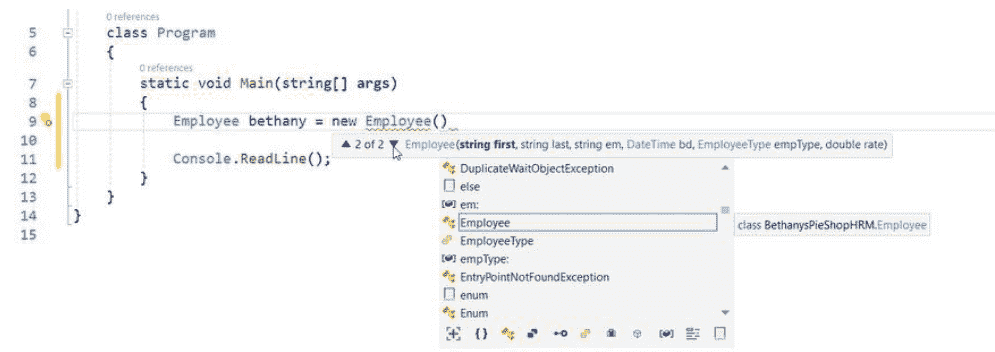 0 references
5 class Program
6 {
0 references
7 static void Main(string[] args)
8 {
9 Employee bethany = new Employee()
10 ▲ 2 of 2 ▼ Employee(string first, string last, string em, DateTime bd, EmployeeType empType, double rate)
11 Console.ReadLine();
12 }
13 }
14 }
15
DuplicateWaitObjectException
else
em:
Employee
class BethanysPieShopHRM.Employee
EmployeeType
empType:
EntryPointNotFoundException
enum
Enum